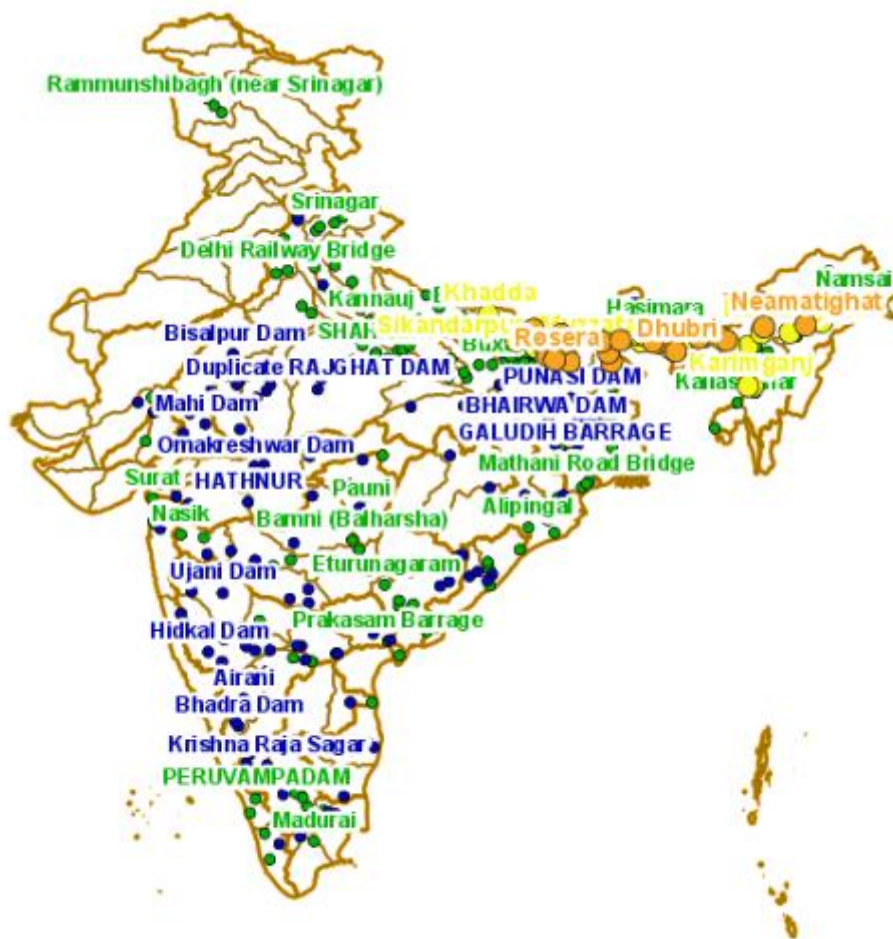 Rammunshibagh (near Srinagar)
Srinagar
Delhi Railway Bridge
Namsai
Khadda
Kannauj
Hasimara
Neamatighat
Bisalpur Dam
SHAH
Sikandarpur
Rosera
Dhubri
Karimganj
Duplicate RAJGHAT DAM
PUNASI DAM
Mahi Dam
BHAIRWA DAM
Omakreshwar Dam
GALUDIH BARRAGE
Mathani Road Bridge
Surat
HATHNUR
Pauni
Nasik
Bamni (Balharsha)
Alipingal
Ujani Dam
Eturunagaram
Hidkal Dam
Prakasam Barrage
Airani
Bhadra Dam
Krishna Raja Sagar
PERUVAMPADAM
Madurai